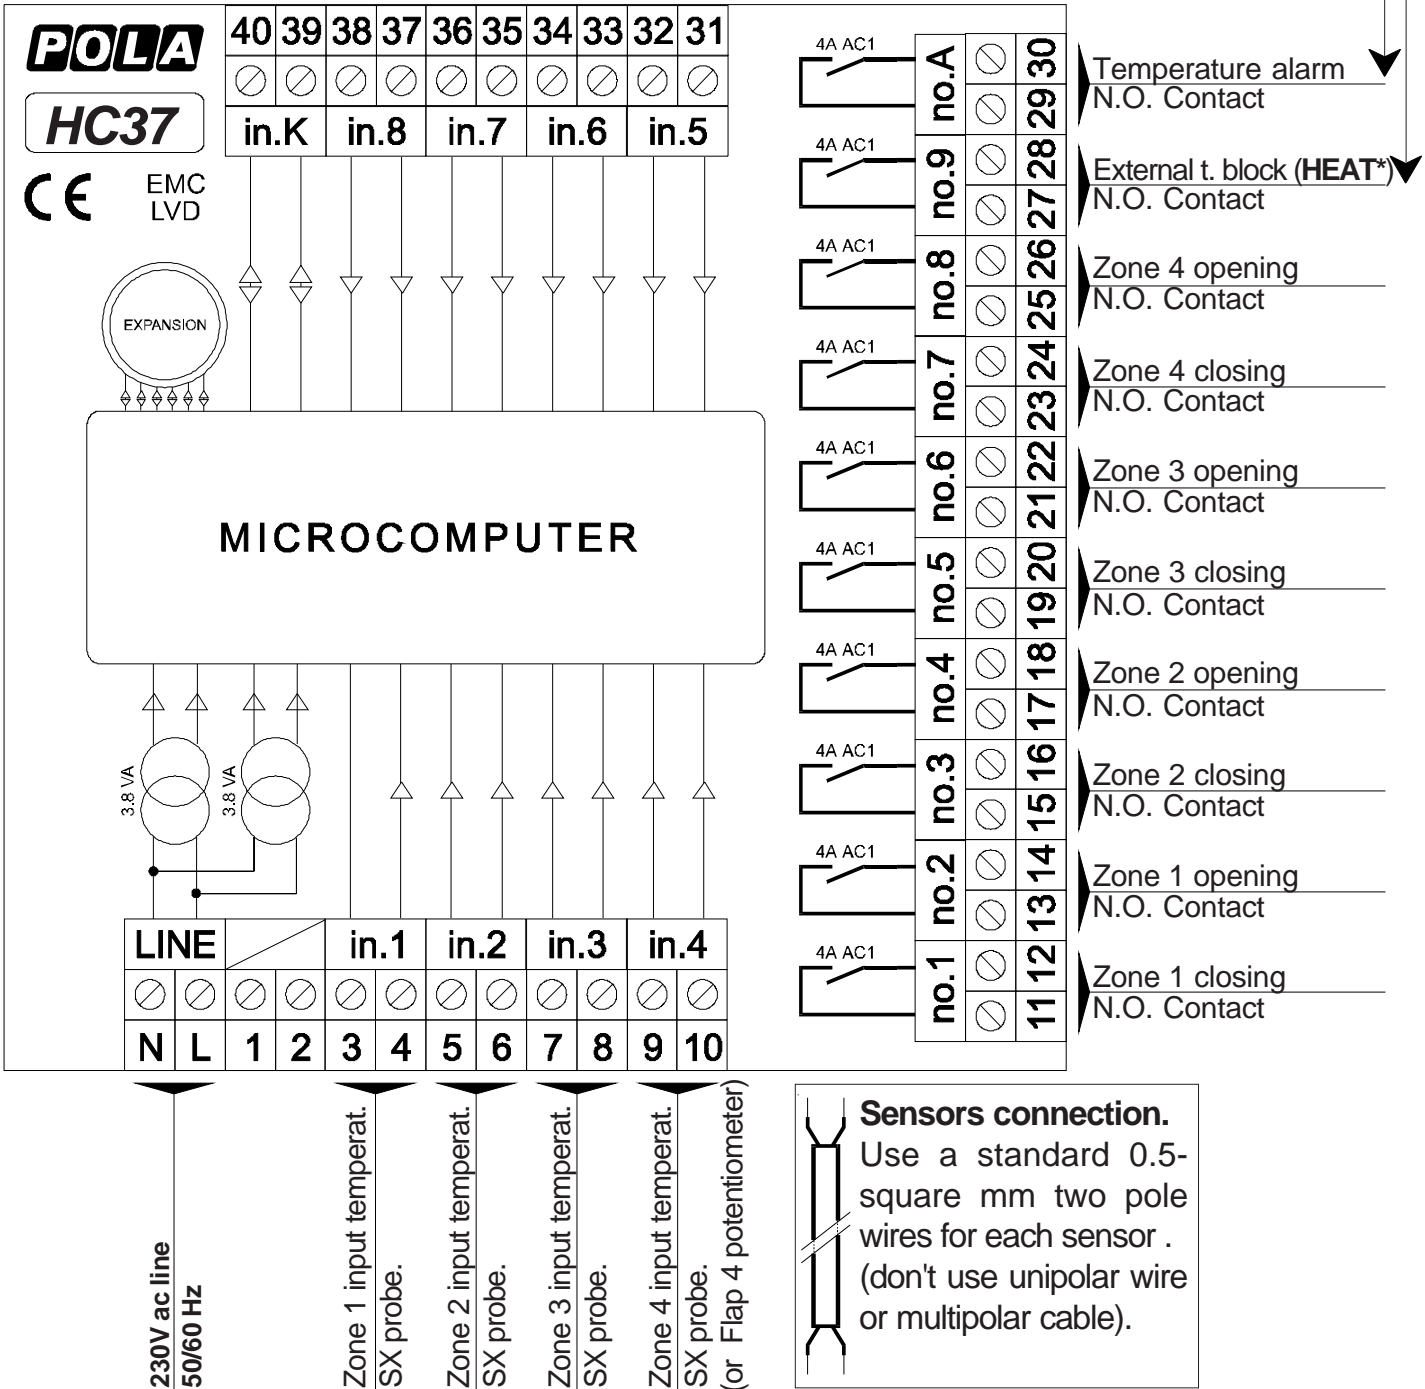 POLA
HC37
EMC
LVD
40 39 38 37 36 35 34 33 32 31
in.K in.8 in.7 in.6 in.5
EXPANSION
MICROCOMPUTER
3.8 VA
3.8 VA
LINE in.1 in.2 in.3 in.4
N L 1 2 3 4 5 6 7 8 9 10
230V ac line
50/60 Hz
Zone 1 input temperat.
SX probe.
Zone 2 input temperat.
SX probe.
Zone 3 input temperat.
SX probe.
Zone 4 input temperat.
SX probe.
(or Flap 4 potentiometer)
4A AC1
no.A
30
29
Temperature alarm
N.O. Contact
4A AC1
no.9
28
27
External t. block (HEAT*)
N.O. Contact
4A AC1
no.8
26
25
Zone 4 opening
N.O. Contact
4A AC1
no.7
24
23
Zone 4 closing
N.O. Contact
4A AC1
no.6
22
21
Zone 3 opening
N.O. Contact
4A AC1
no.5
20
19
Zone 3 closing
N.O. Contact
4A AC1
no.4
18
17
Zone 2 opening
N.O. Contact
4A AC1
no.3
16
15
Zone 2 closing
N.O. Contact
4A AC1
no.2
14
13
Zone 1 opening
N.O. Contact
4A AC1
no.1
12
11
Zone 1 closing
N.O. Contact
Sensors connection.
Use a standard 0.5-
square mm two pole
wires for each sensor .
(don't use unipolar wire
or multipolar cable).